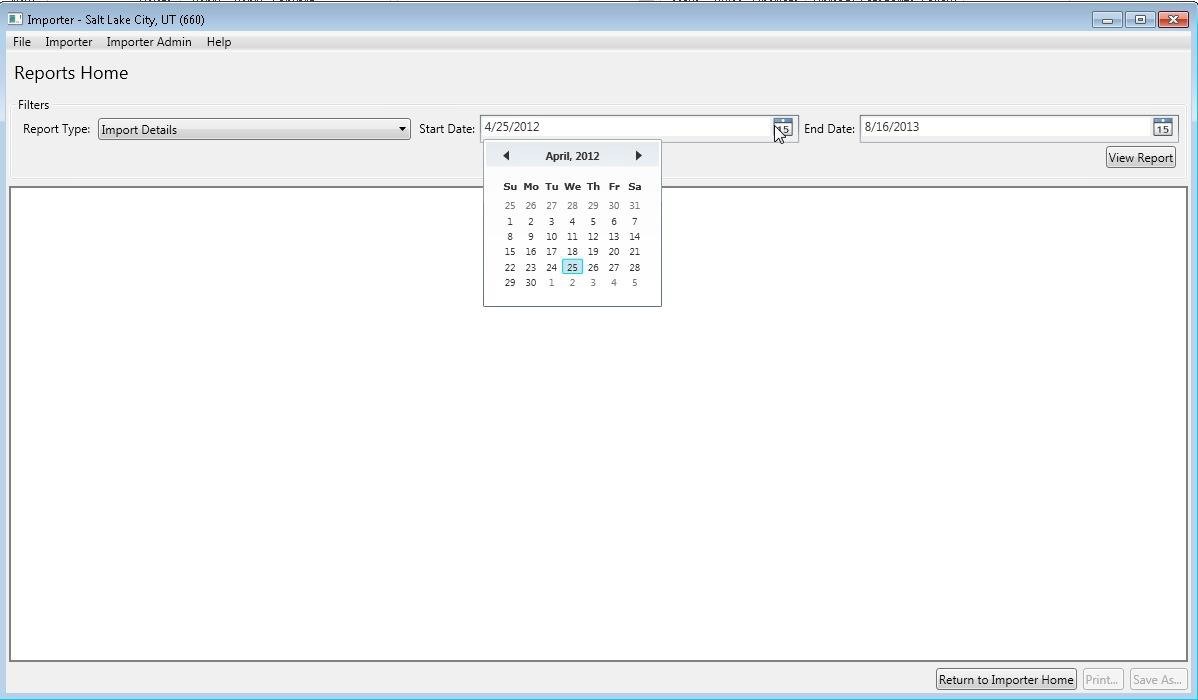 Importer - Salt Lake City, UT (660)
File Importer Importer Admin Help
Reports Home
Filters
Report Type: Import Details Start Date: 4/25/2012 15 End Date: 8/16/2013 15
View Report
April, 2012
Su Mo Tu We Th Fr Sa
25 26 27 28 29 30 31
1 2 3 4 5 6 7
8 9 10 11 12 13 14
15 16 17 18 19 20 21
22 23 24 25 26 27 28
29 30 1 2 3 4 5
Return to Importer Home Print... Save As...